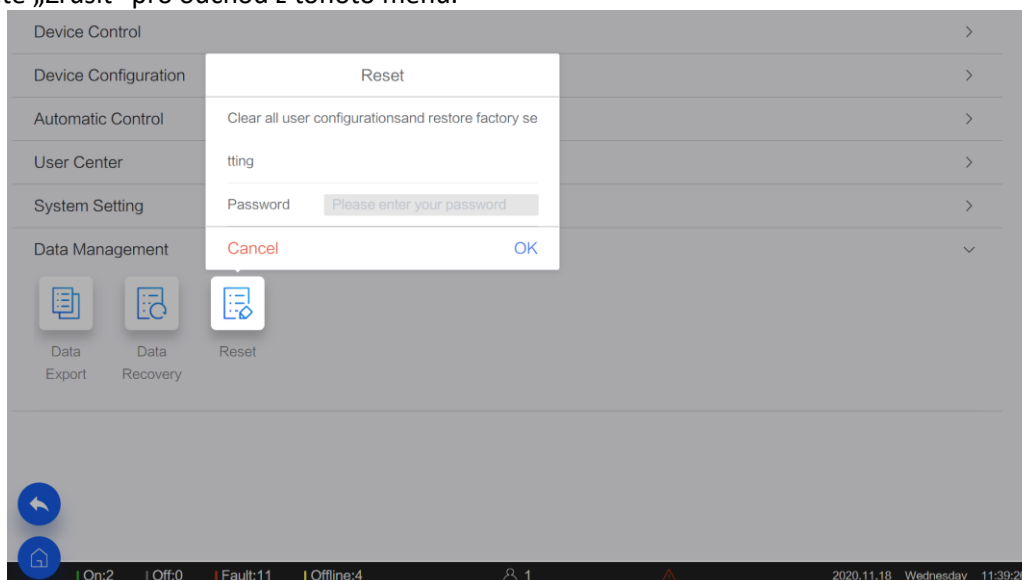 „Zrušit“ pro odchod z tohoto menu.
Device Control
Device Configuration
Reset
Automatic Control
Clear all user configurationsand restore factory se
User Center
tting
System Setting
Password Please enter your password
Data Management
Cancel OK
Data Export
Data Recovery
Reset
On:2 Off:0 Fault:11 Offline:4 1 2020.11.18 Wednesday 11:39:20